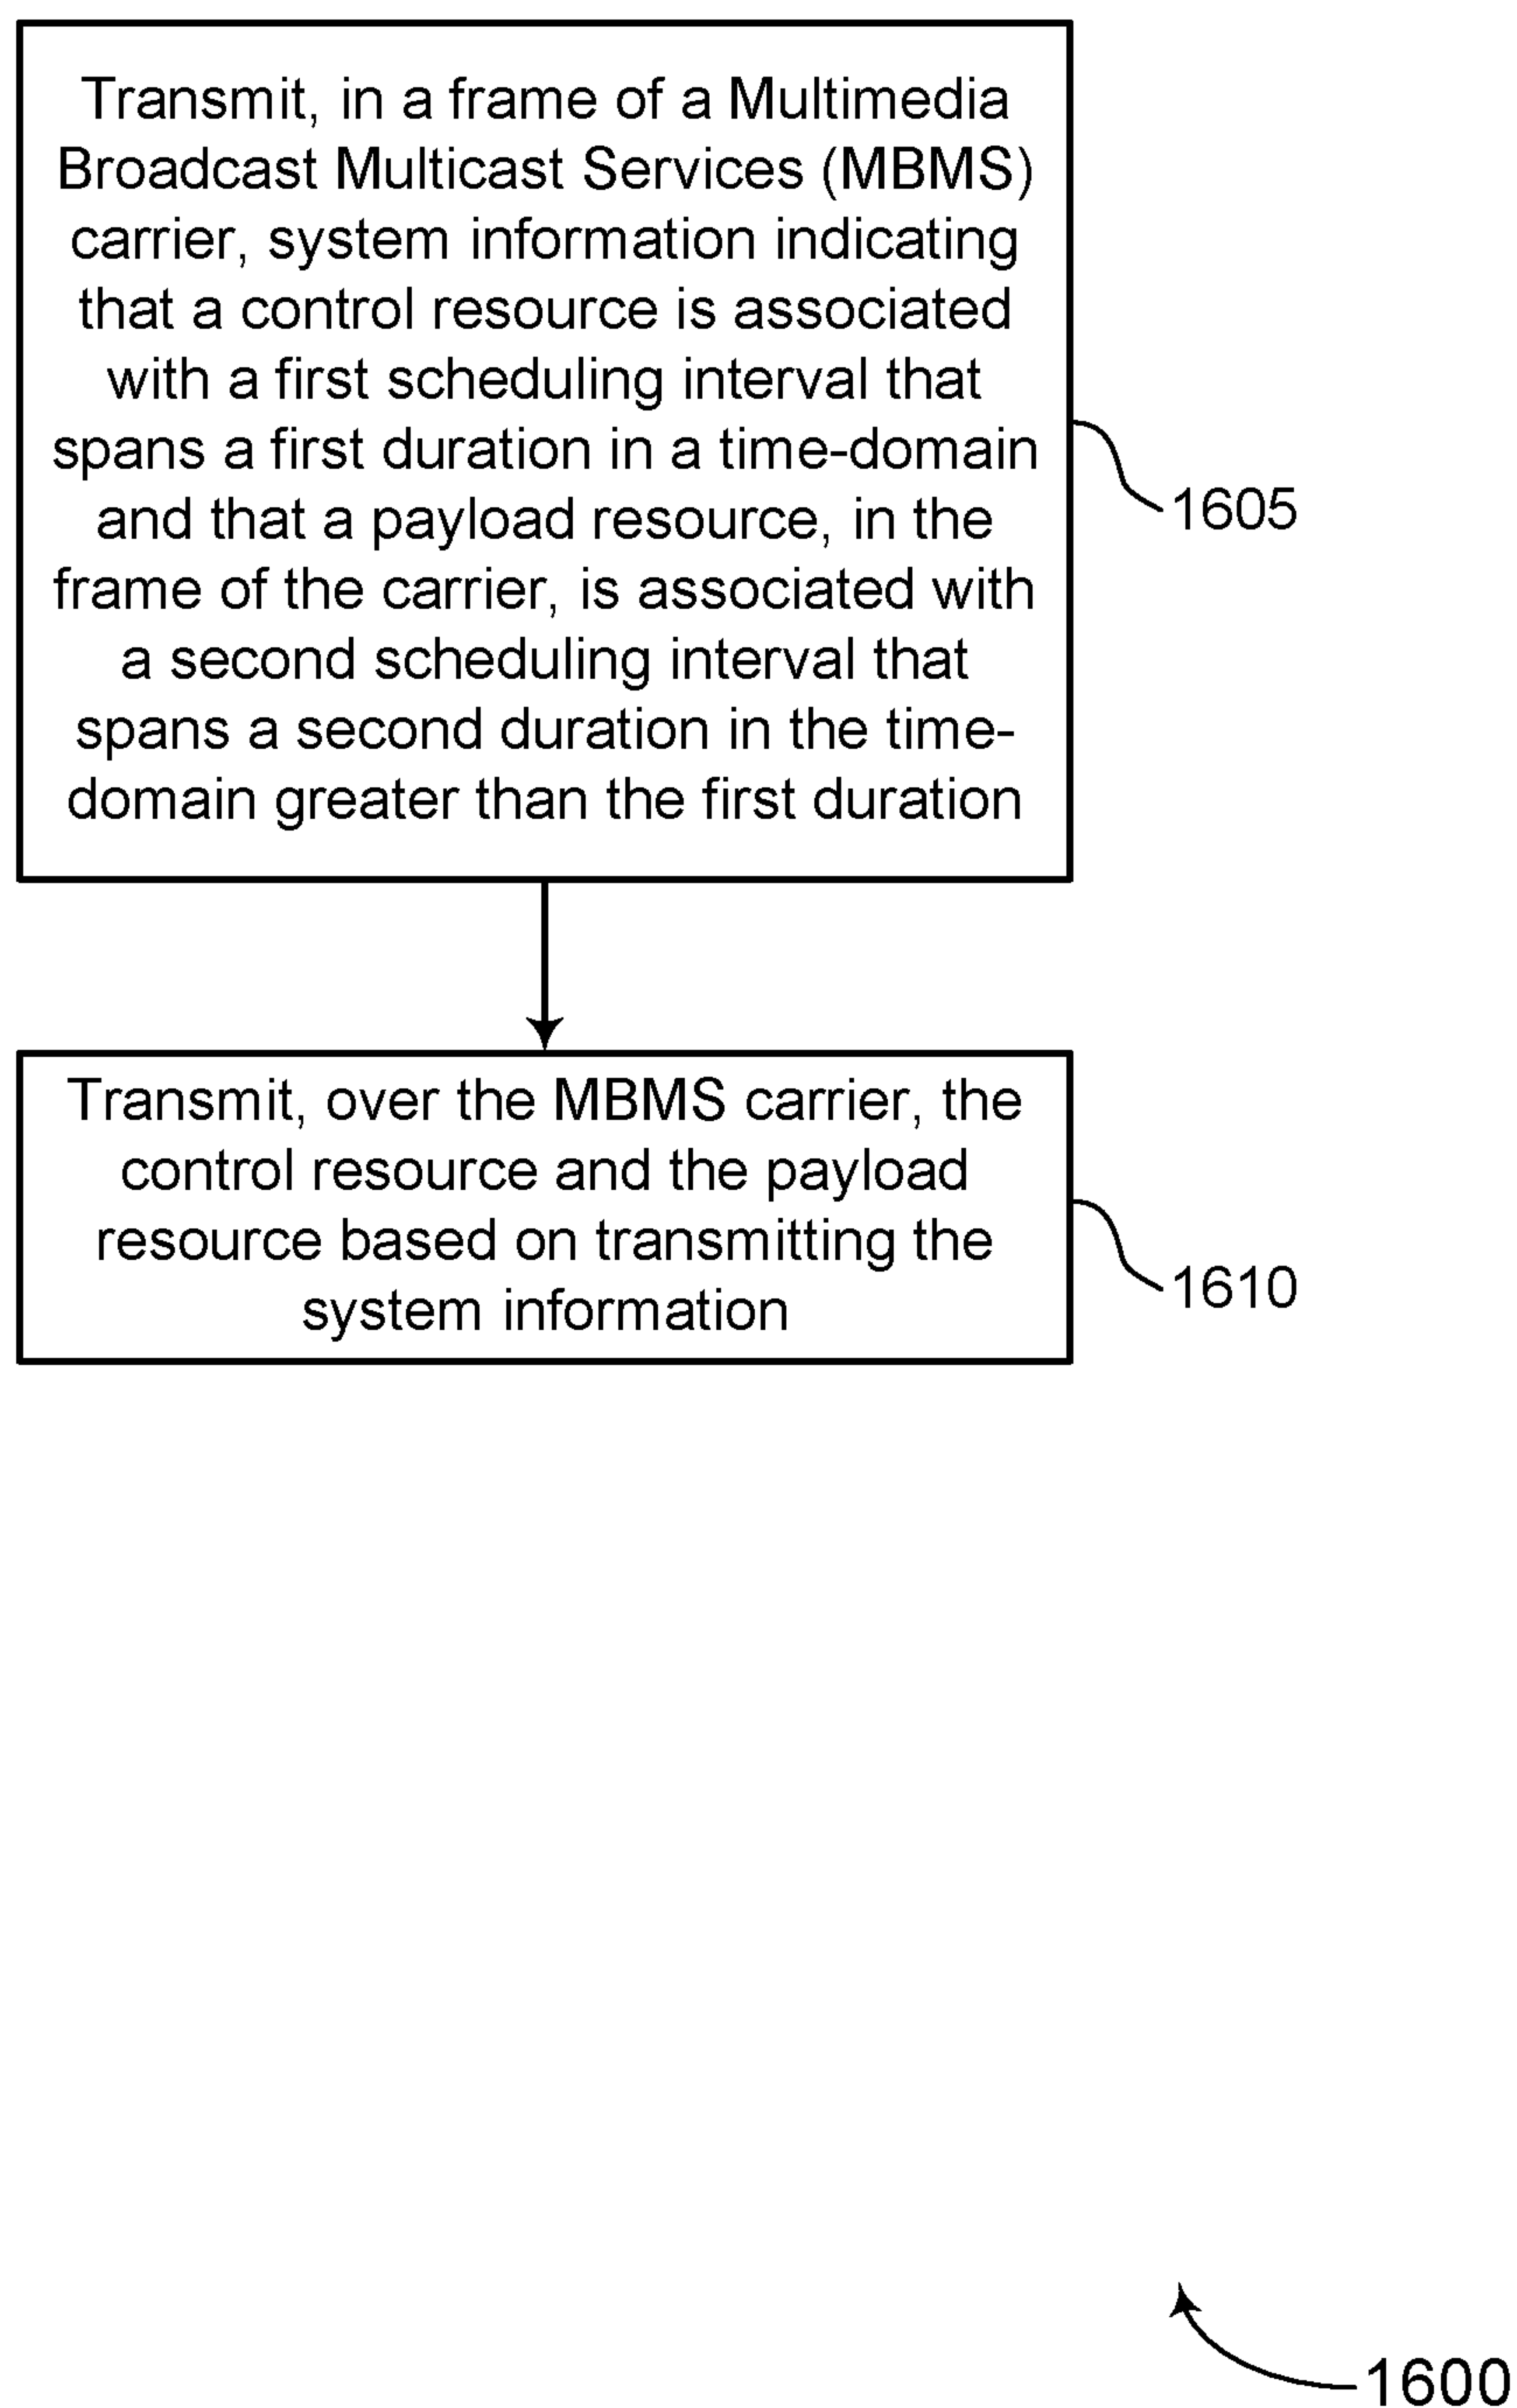 Transmit, in a frame of a Multimedia
Broadcast Multicast Services (MBMS)
carrier, system information indicating
that a control resource is associated
with a first scheduling interval that
spans a first duration in a time-domain
and that a payload resource, in the
frame of the carrier, is associated with
a second scheduling interval that
spans a second duration in the time-
domain greater than the first duration
1605
Transmit, over the MBMS carrier, the
control resource and the payload
resource based on transmitting the
system information
1610
1600